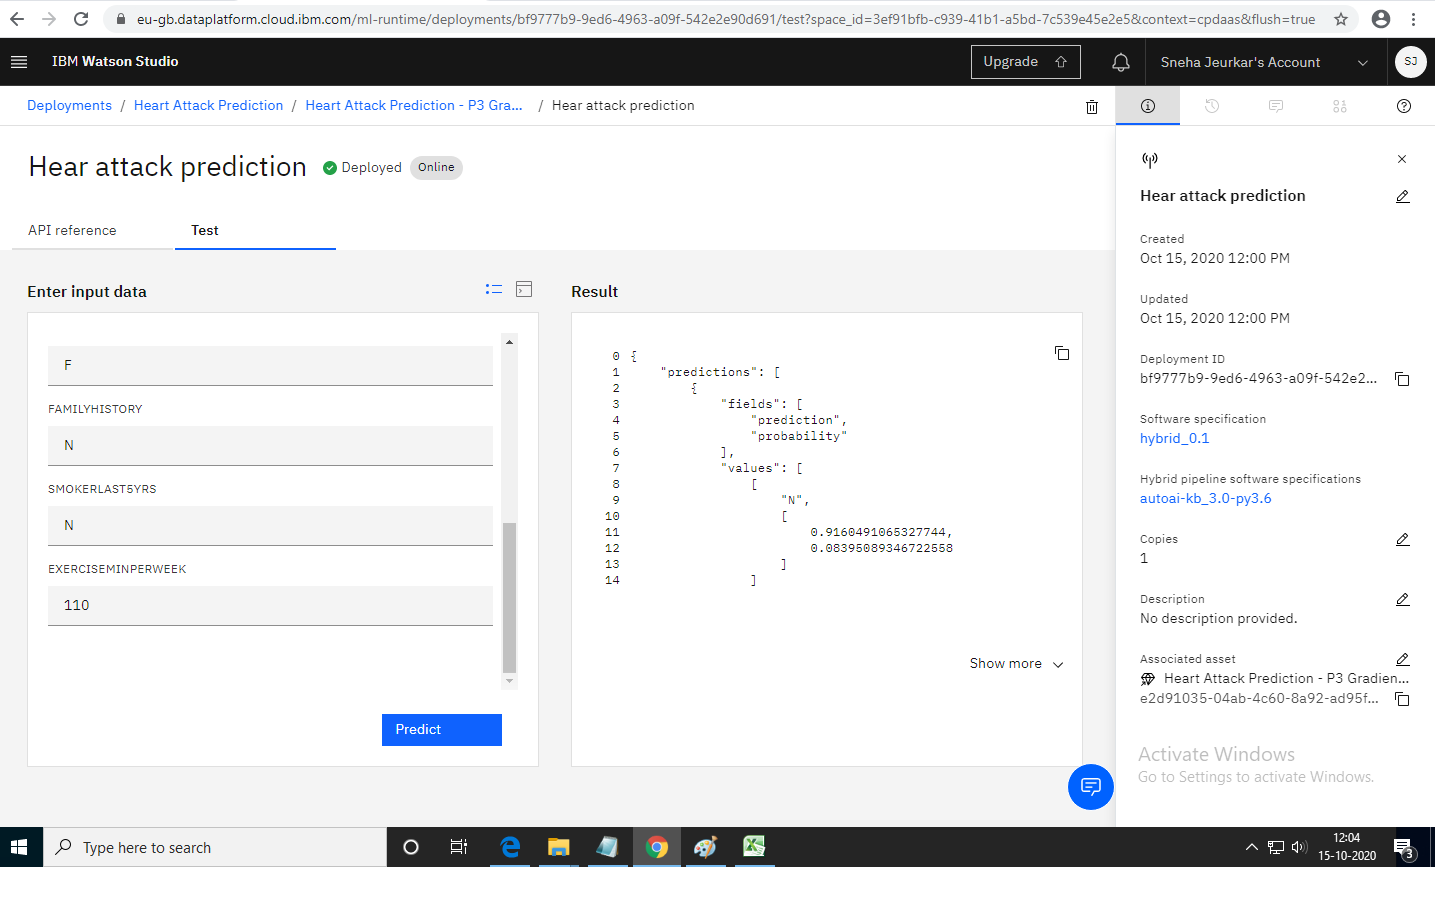 eu-gb.dataplatform.cloud.ibm.com/ml-runtime/deployments/bf9777b9-9ed6-4963-a09f-542e2e90d691/test?space_id=3ef91bfb-c939-41b1-a5bd-7c539e45e2e5&context=cpdaas&flush=true
IBM Watson Studio
Upgrade
Sneha Jeurkar's Account
SJ
Deployments / Heart Attack Prediction / Heart Attack Prediction - P3 Gra... / Hear attack prediction
Hear attack prediction
Deployed
Online
API reference
Test
Enter input data
F
FAMILYHISTORY
N
SMOKERLAST5YRS
N
EXERCISEMINPERWEEK
110
Predict
Result
0 {
1 "predictions": [
2 {
3 "fields": [
4 "prediction",
5 "probability"
6 ],
7 "values": [
8 [
9 "N",
10 [
11 0.9160491065327744,
12 0.08395089346722558
13 ]
14 ]
Show more
Hear attack prediction
Created
Oct 15, 2020 12:00 PM
Updated
Oct 15, 2020 12:00 PM
Deployment ID
bf9777b9-9ed6-4963-a09f-542e2...
Software specification
hybrid_0.1
Hybrid pipeline software specifications
autoai-kb_3.0-py3.6
Copies
1
Description
No description provided.
Associated asset
Heart Attack Prediction - P3 Gradien...
e2d91035-04ab-4c60-8a92-ad95f...
Activate Windows
Go to Settings to activate Windows.
Type here to search
12:04
15-10-2020
3